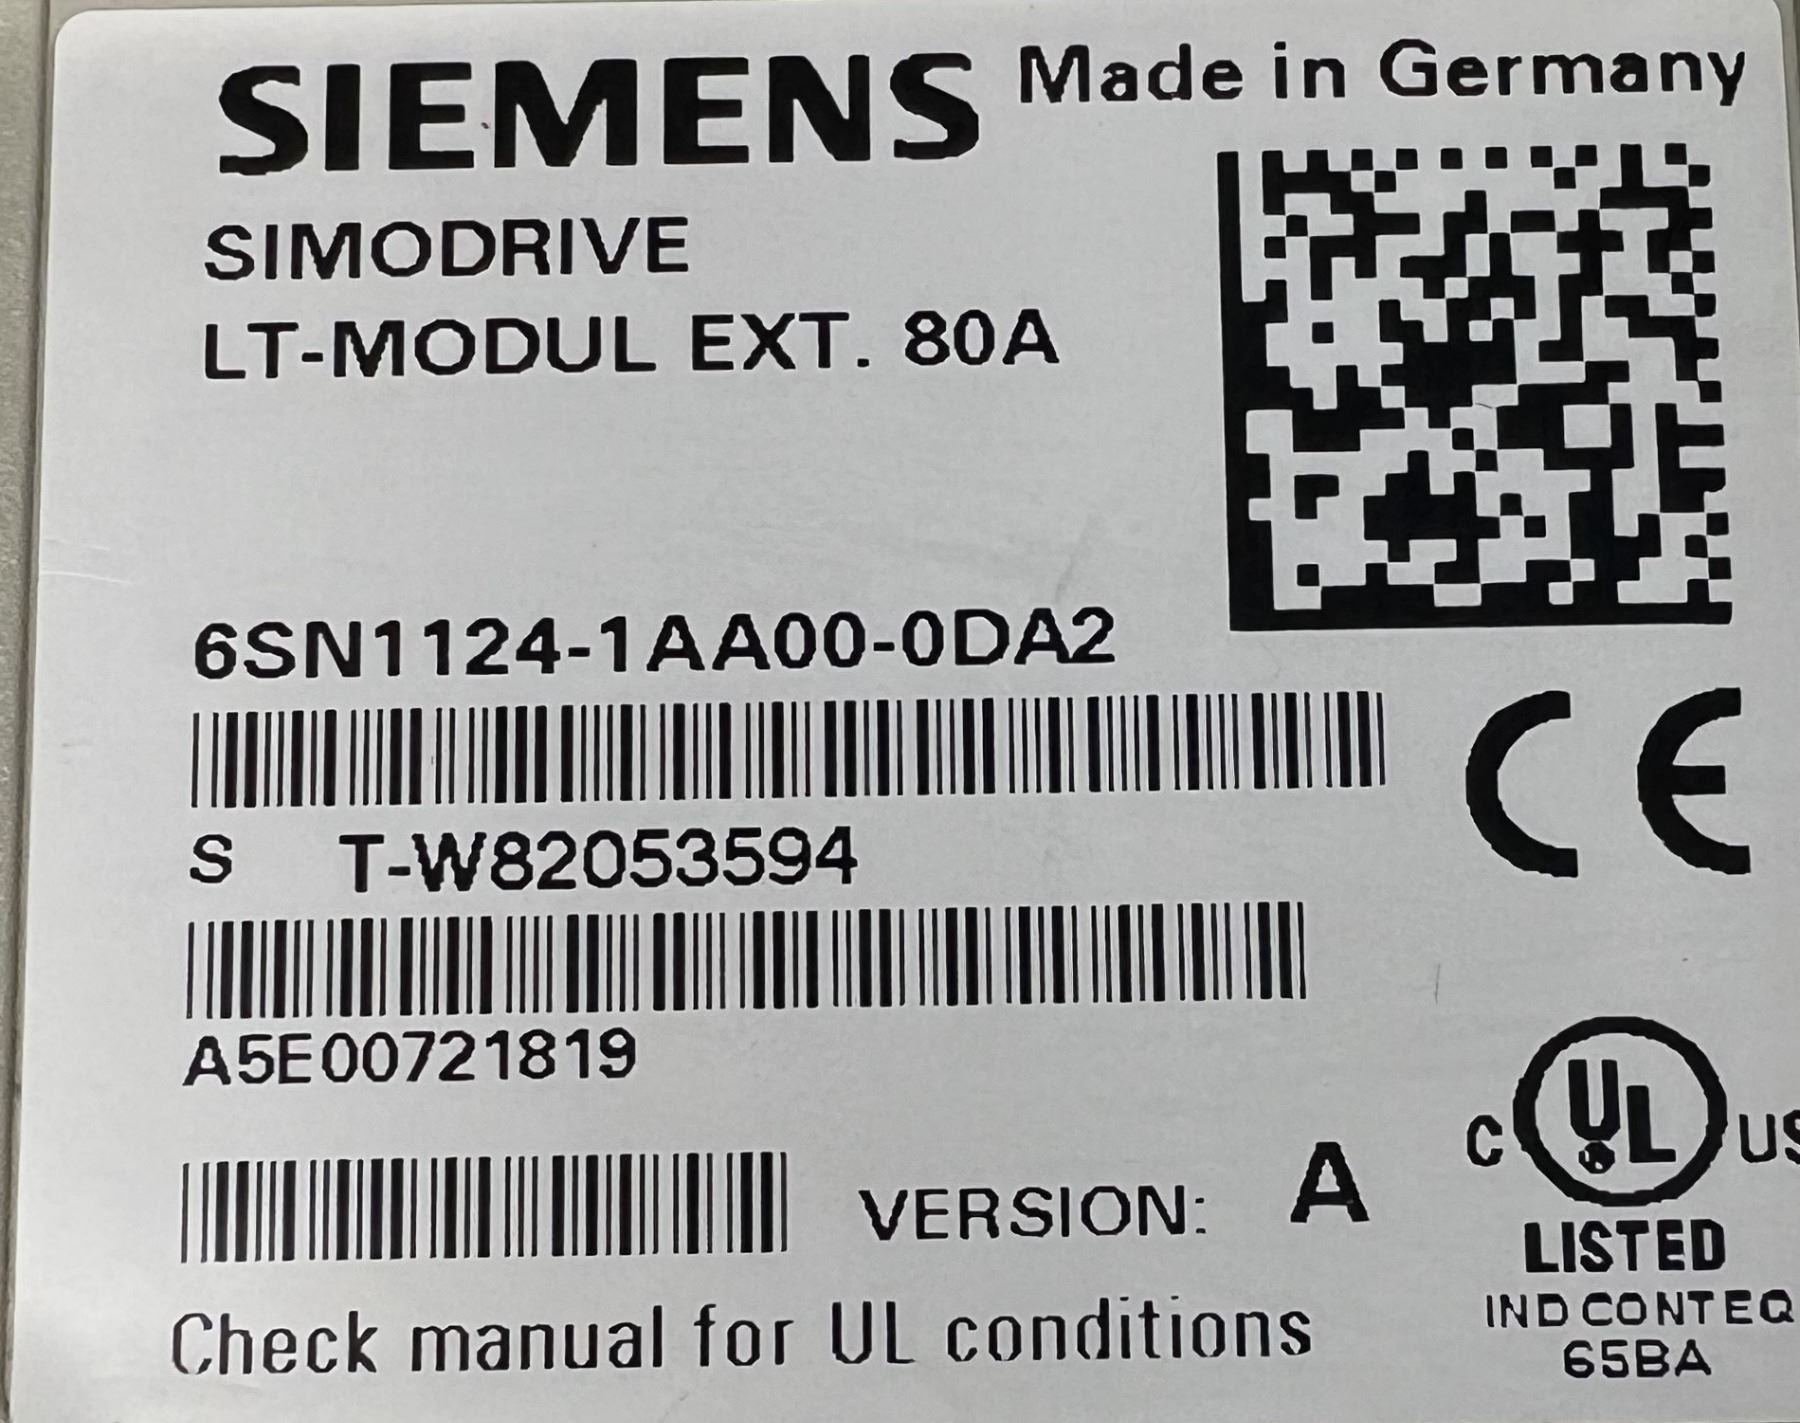 SIEMENS Made in Germany
SIMODRIVE
LT-MODUL EXT. 80A
6SN1124-1AA00-0DA2
S T-W82053594
A5E00721819
VERSION: A
C UL US
LISTED
IND CONT EQ
65BA
Check manual for UL conditions
CE